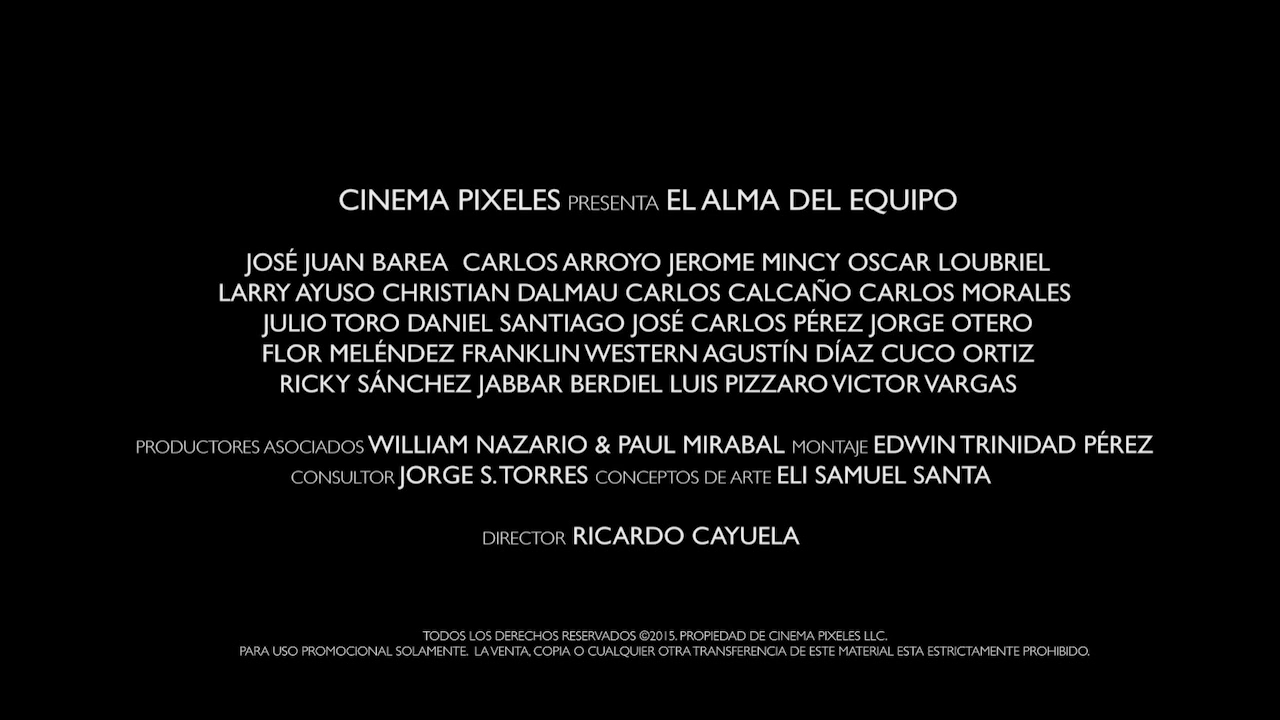 CINEMA PIXELES PRESENTA EL ALMA DEL EQUIPO
JOSÉ JUAN BAREA CARLOS ARROYO JEROME MINCY OSCAR LOUBRIEL
LARRY AYUSO CHRISTIAN DALMAU CARLOS CALCAÑO CARLOS MORALES
JULIO TORO DANIEL SANTIAGO JOSÉ CARLOS PÉREZ JORGE OTERO
FLOR MELÉNDEZ FRANKLIN WESTERN AGUSTÍN DÍAZ CUCO ORTIZ
RICKY SÁNCHEZ JABBAR BERDIEL LUIS PIZZARO VICTOR VARGAS
PRODUCTORES ASOCIADOS WILLIAM NAZARIO & PAUL MIRABAL MONTAJE EDWIN TRINIDAD PÉREZ
CONSULTOR JORGE S. TORRES CONCEPTOS DE ARTE ELI SAMUEL SANTA
DIRECTOR RICARDO CAYUELA
TODOS LOS DERECHOS RESERVADOS ©2015. PROPIEDAD DE CINEMA PIXELES LLC.
PARA USO PROMOCIONAL SOLAMENTE. LA VENTA, COPIA O CUALQUIER OTRA TRANSFERENCIA DE ESTE MATERIAL ESTA ESTRICTAMENTE PROHIBIDO.